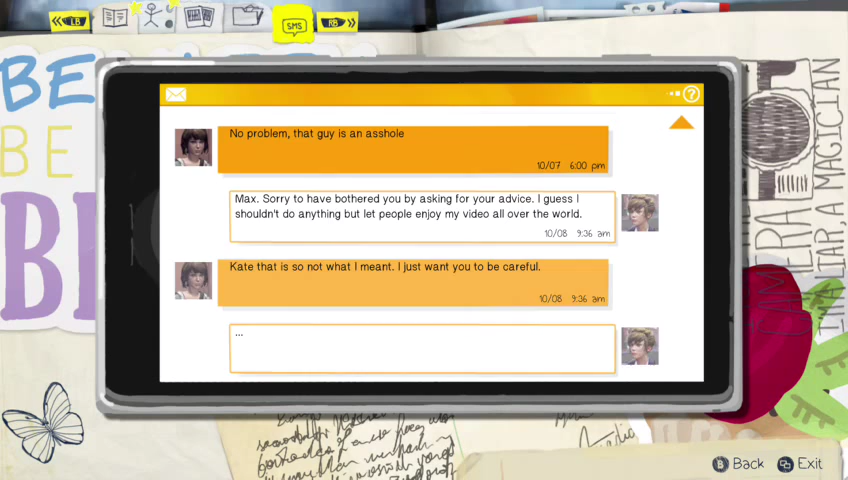 LB
SMS
RB
No problem, that guy is an asshole
10/07 6:00 pm
Max. Sorry to have bothered you by asking for your advice. I guess I
shouldn't do anything but let people enjoy my video all over the world.
10/08 9:36 am
Kate that is so not what I meant. I just want you to be careful.
10/08 9:36 am
...
BE
BE
CAMERA
I'M A LIAR, A MAGICIAN
B Back
Exit